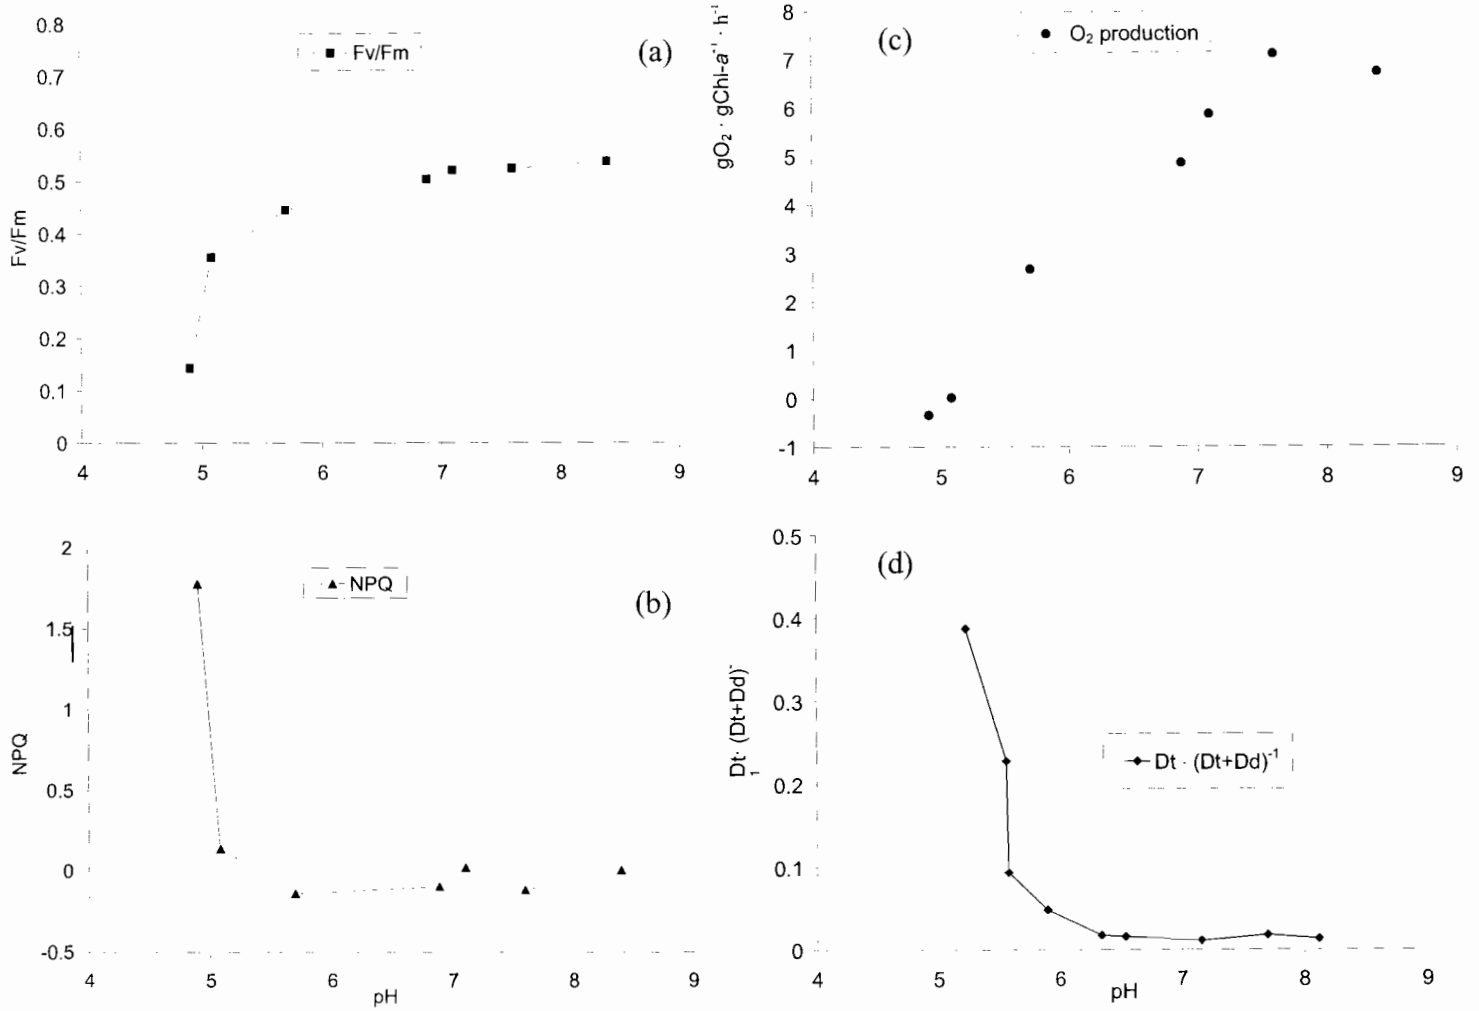 0.8
0.7
0.6
0.5
0.4
0.3
0.2
0.1
0
Fv/Fm
Fv/Fm
(a)
4 5 6 7 8 9
8
7
6
5
4
3
2
1
0
-1
gO₂ · gChl-a⁻¹ · h⁻¹
(c)
O₂ production
4 5 6 7 8 9
2
1.5
1
0.5
0
-0.5
NPQ
NPQ
(b)
4 5 6 7 8 9
pH
0.5
0.4
0.3
0.2
0.1
0
Dt· (Dt+Dd)⁻
1
(d)
Dt · (Dt+Dd)⁻¹
4 5 6 7 8 9
pH